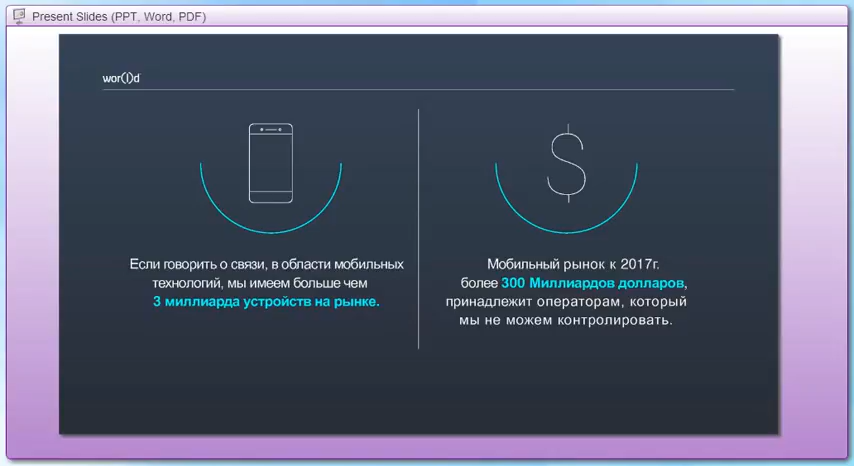 Present Slides (PPT, Word, PDF)
wor(l)d
Если говорить о связи, в области мобильных
технологий, мы имеем больше чем
3 миллиарда устройств на рынке.
Мобильный рынок к 2017г.
более 300 Миллиардов долларов,
принадлежит операторам, который
мы не можем контролировать.